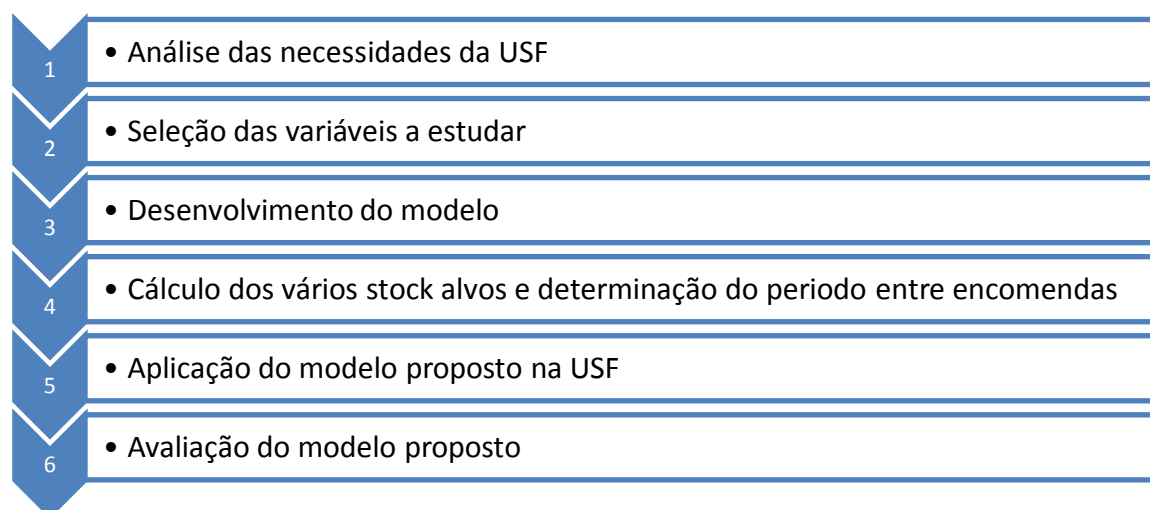 1 • Análise das necessidades da USF
2 • Seleção das variáveis a estudar
3 • Desenvolvimento do modelo
4 • Cálculo dos vários stock alvos e determinação do periodo entre encomendas
5 • Aplicação do modelo proposto na USF
6 • Avaliação do modelo proposto